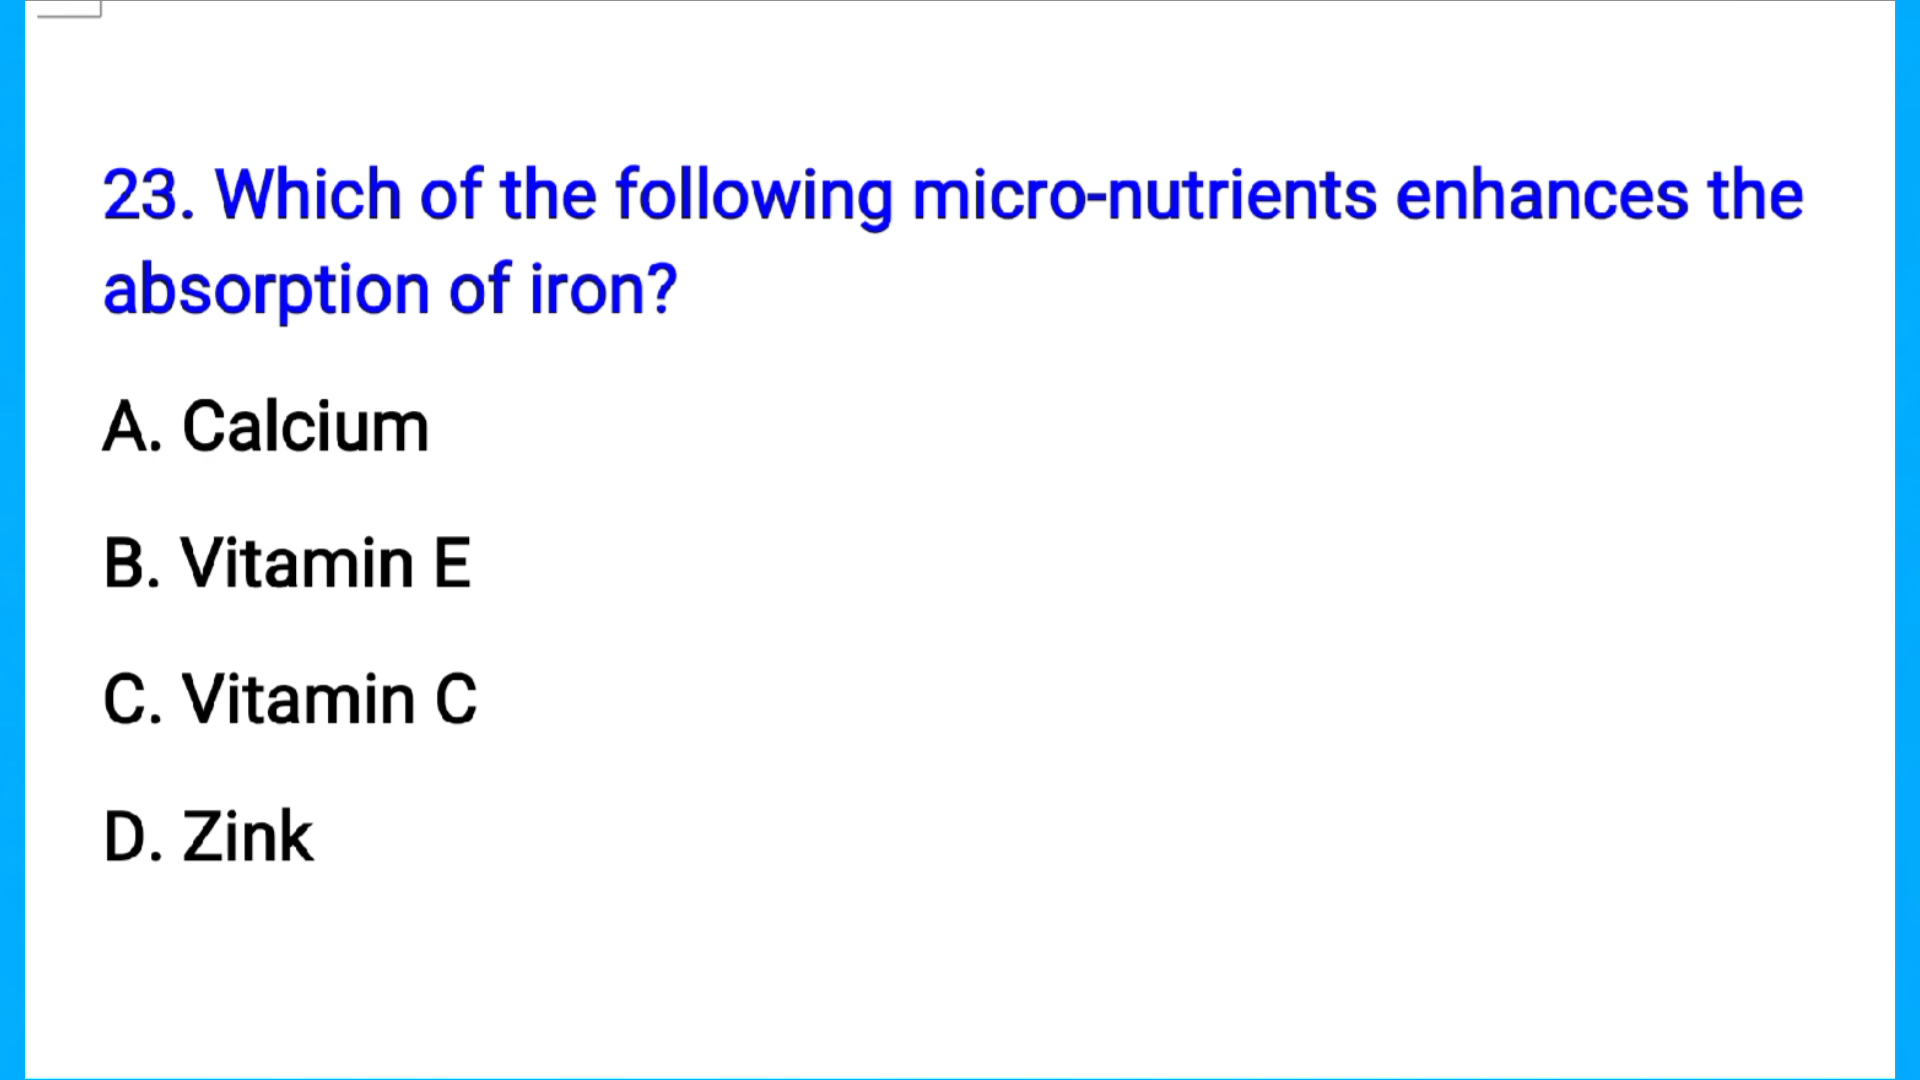 23. Which of the following micro-nutrients enhances the
absorption of iron?
A. Calcium
B. Vitamin E
C. Vitamin C
D. Zink